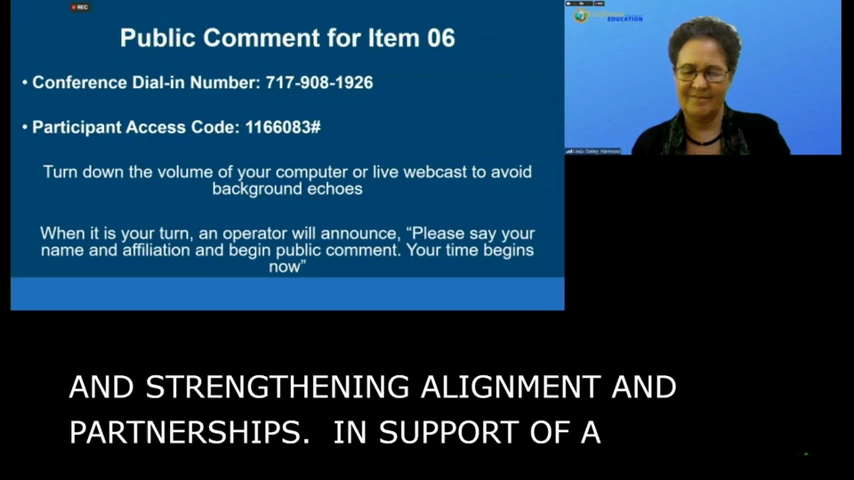 REC
Public Comment for Item 06
• Conference Dial-in Number: 717-908-1926
• Participant Access Code: 1166083#
Turn down the volume of your computer or live webcast to avoid
background echoes
When it is your turn, an operator will announce, “Please say your
name and affiliation and begin public comment. Your time begins
now”
EDUCATION
AND STRENGTHENING ALIGNMENT AND
PARTNERSHIPS.  IN SUPPORT OF A